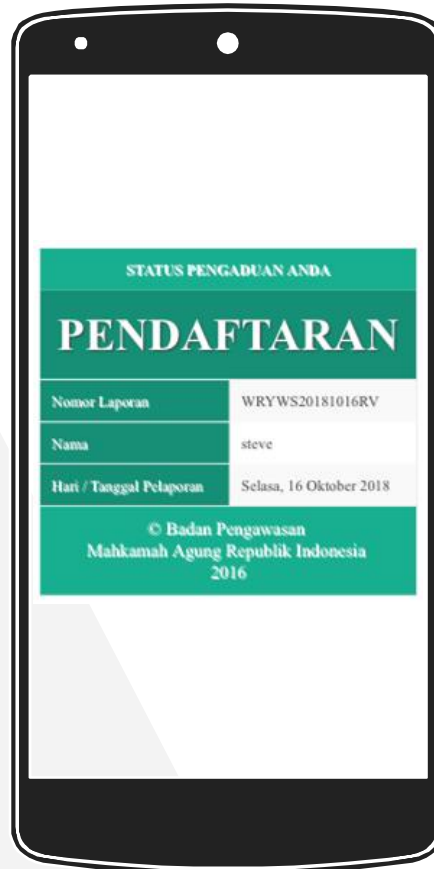 STATUS PENGADUAN ANDA
PENDAFTARAN
Nomor Laporan WRYWS20181016RV
Nama steve
Hari / Tanggal Pelaporan Selasa, 16 Oktober 2018
© Badan Pengawasan
Mahkamah Agung Republik Indonesia
2016